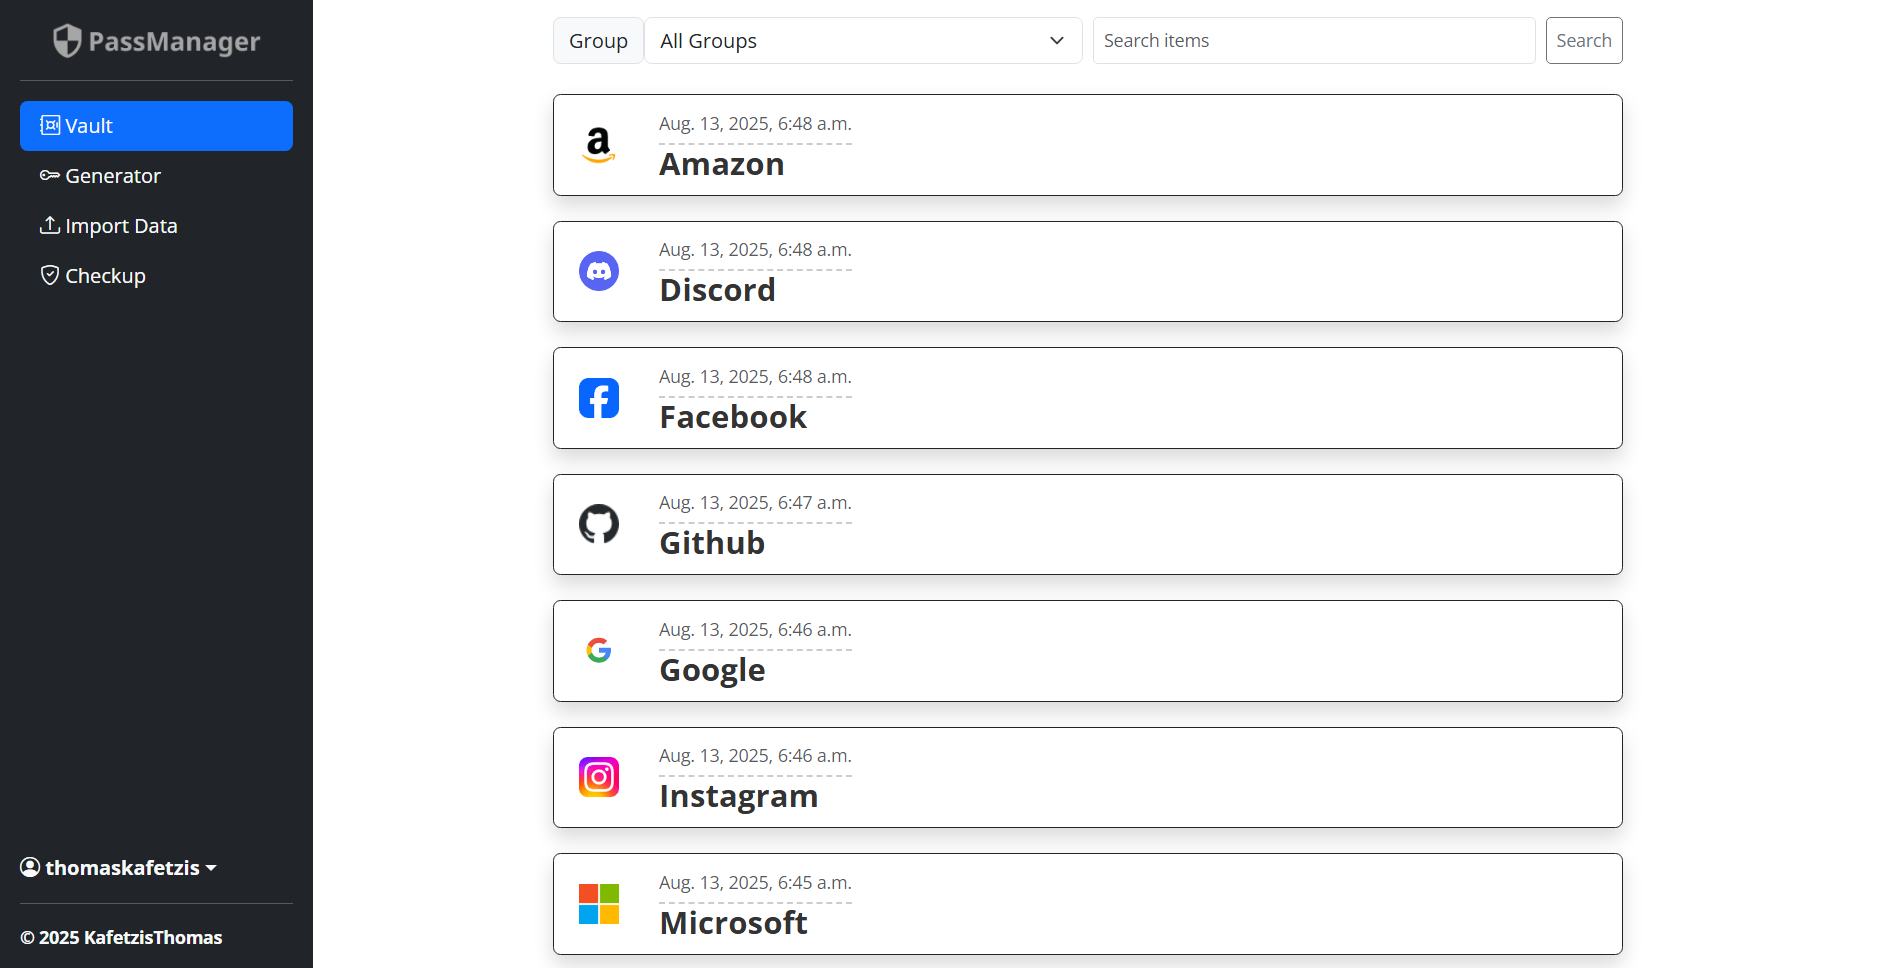 PassManager
Vault
Generator
Import Data
Checkup
thomaskafetzis
© 2025 KafetzisThomas
Group
All Groups
Search items
Search
Aug. 13, 2025, 6:48 a.m.
Amazon
Aug. 13, 2025, 6:48 a.m.
Discord
Aug. 13, 2025, 6:48 a.m.
Facebook
Aug. 13, 2025, 6:47 a.m.
Github
Aug. 13, 2025, 6:46 a.m.
Google
Aug. 13, 2025, 6:46 a.m.
Instagram
Aug. 13, 2025, 6:45 a.m.
Microsoft